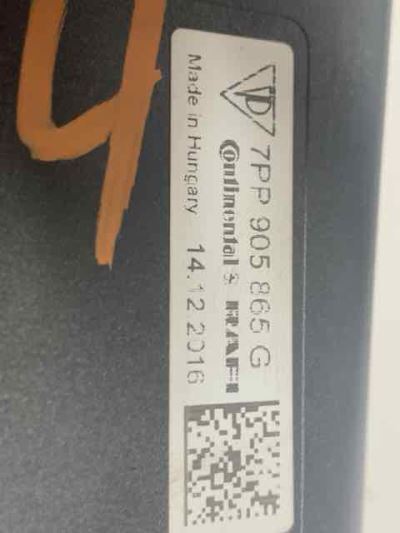 7PP 905 865 G
Continental
Made in Hungary 14.12.2016